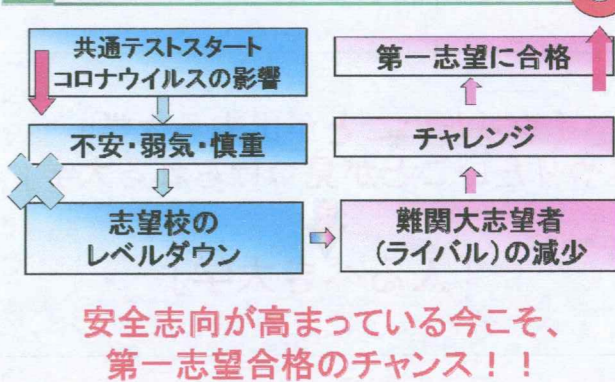 共通テストスタート
コロナウイルスの影響
不安・弱気・慎重
志望校の
レベルダウン
難関大志望者
(ライバル)の減少
チャレンジ
第一志望に合格
安全志向が高まっている今こそ、
第一志望合格のチャンス！！